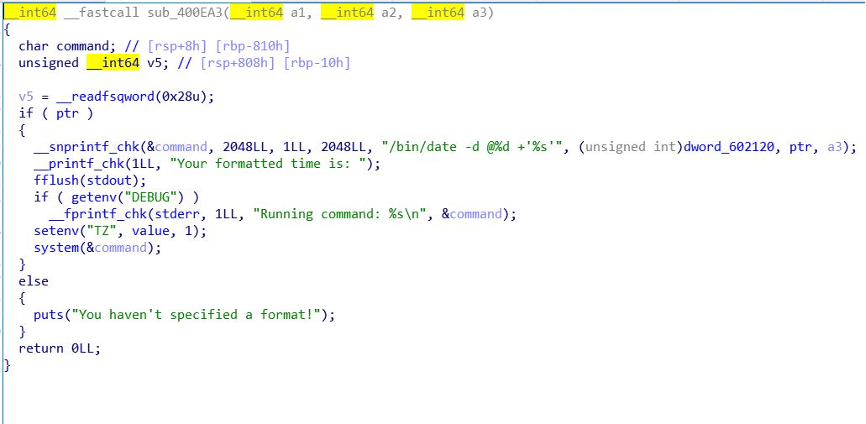 __int64 __fastcall sub_400EA3(__int64 a1, __int64 a2, __int64 a3)
{
  char command; // [rsp+8h] [rbp-810h]
  unsigned __int64 v5; // [rsp+808h] [rbp-10h]

  v5 = __readfsqword(0x28u);
  if ( ptr )
  {
    __snprintf_chk(&command, 2048LL, 1LL, 2048LL, "/bin/date -d @%d +'%s'", (unsigned int)dword_602120, ptr, a3);
    __printf_chk(1LL, "Your formatted time is: ");
    fflush(stdout);
    if ( getenv("DEBUG") )
      __fprintf_chk(stderr, 1LL, "Running command: %s\n", &command);
    setenv("TZ", value, 1);
    system(&command);
  }
  else
  {
    puts("You haven't specified a format!");
  }
  return 0LL;
}